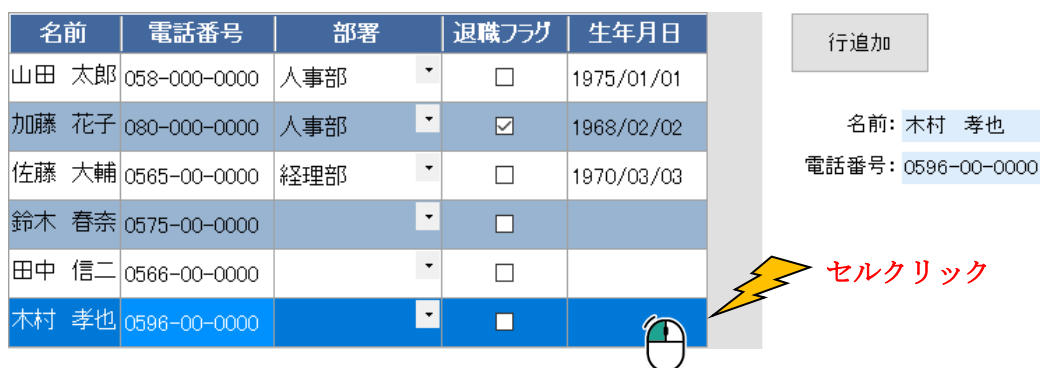 名前 電話番号 部署 退職フラグ 生年月日
山田 太郎 058-000-0000 人事部 1975/01/01
加藤 花子 080-000-0000 人事部 1968/02/02
佐藤 大輔 0565-00-0000 経理部 1970/03/03
鈴木 春奈 0575-00-0000
田中 信二 0566-00-0000
木村 孝也 0596-00-0000
行追加
名前: 木村 孝也
電話番号: 0596-00-0000
セルクリック